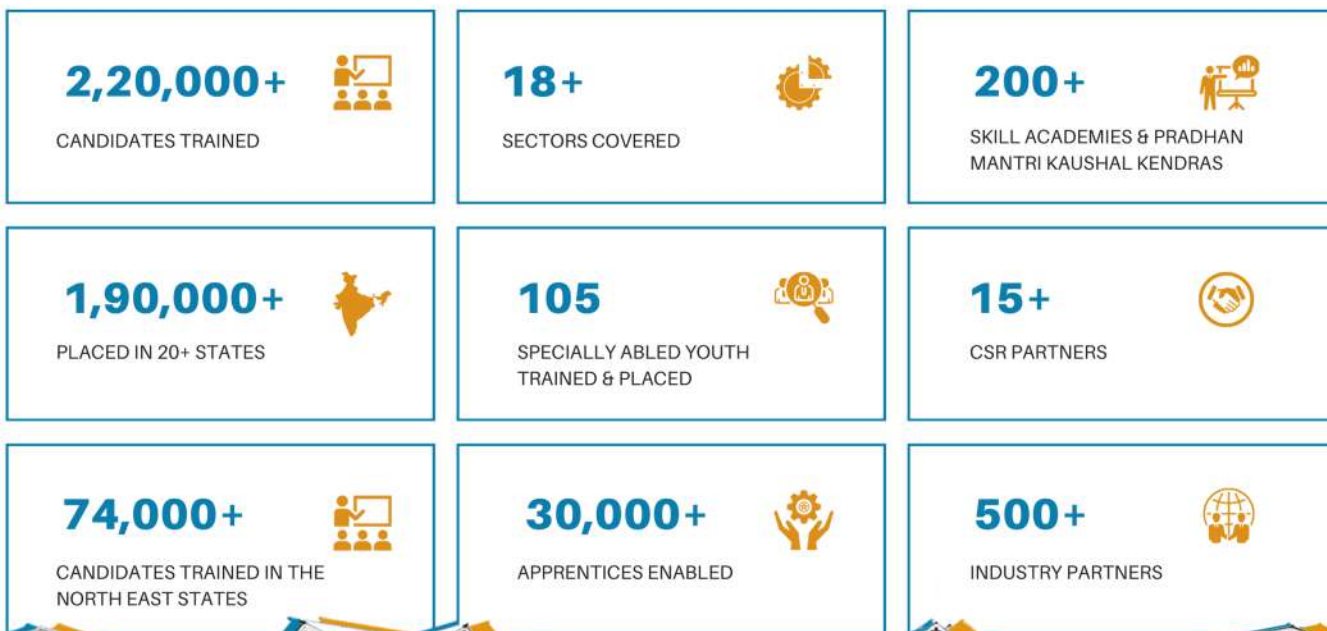 2,20,000+
CANDIDATES TRAINED
18+
SECTORS COVERED
200+
SKILL ACADEMIES & PRADHAN
MANTRI KAUSHAL KENDRAS
1,90,000+
PLACED IN 20+ STATES
105
SPECIALLY ABLED YOUTH
TRAINED & PLACED
15+
CSR PARTNERS
74,000+
CANDIDATES TRAINED IN THE
NORTH EAST STATES
30,000+
APPRENTICES ENABLED
500+
INDUSTRY PARTNERS